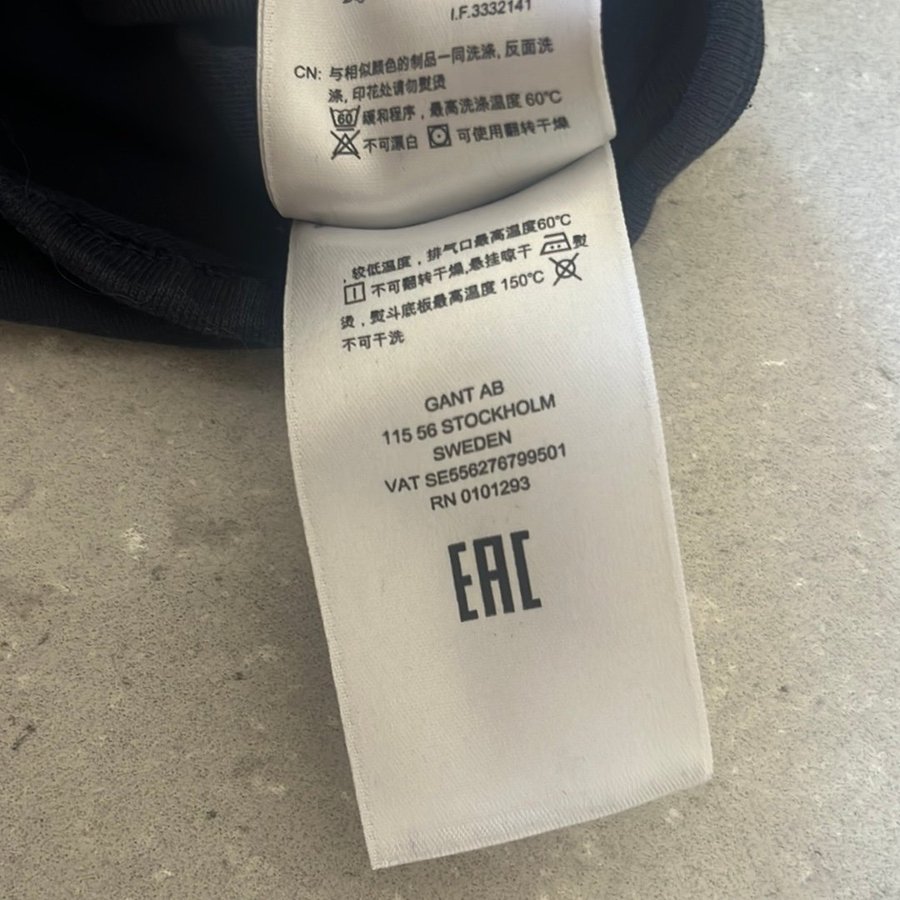 I.F.3332141
CN: 与相似颜色的制品一同洗涤, 反面洗
涤, 印花处请勿熨烫
60 缓和程序，最高洗涤温度 60℃
不可漂白 可使用翻转干燥
, 较低温度，排气口最高温度60℃
不可翻转干燥,悬挂晾干 熨
烫，熨斗底板最高温度 150℃
不可干洗
GANT AB
115 56 STOCKHOLM
SWEDEN
VAT SE556276799501
RN 0101293
EAC